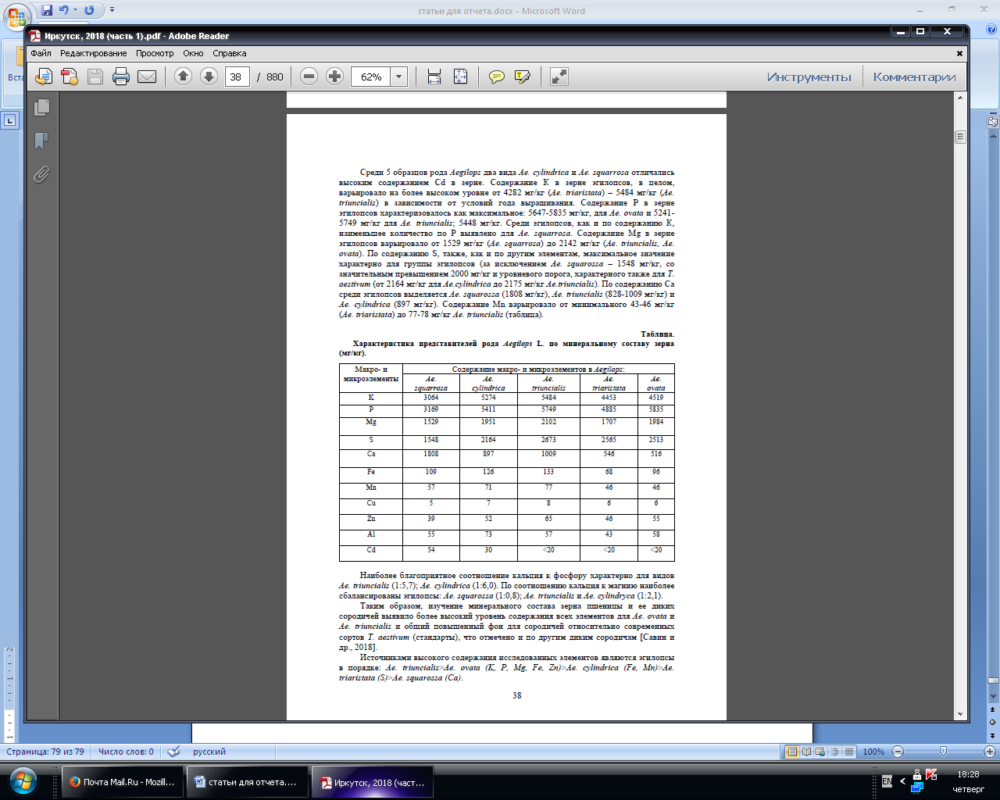 статьи для отчета.docx - Microsoft Word
Иркутск, 2018 (часть 1).pdf - Adobe Reader
Файл Редактирование Просмотр Окно Справка
38 / 880 62% Инструменты Комментарии
Вста
Среди 5 образцов рода Aegilops два вида Ae. cylindrica и Ae. squarrosa отличались
высоким содержанием Cd в зерне. Содержание К в зерне эгилопсов, в целом,
варьировало на более высоком уровне от 4282 мг/кг (Ae. triaristata) – 5484 мг/кг (Ae.
triuncialis) в зависимости от условий года выращивания. Содержание Р в зерне
эгилопсов характеризовалось как максимальное: 5647-5835 мг/кг, для Ae. ovata и 5241-
5749 мг/кг для Ae. triuncialis; 5448 мг/кг. Среди эгилопсов, как и по содержанию К,
наименьшее количество по Р выявлено для Ae. squarrosa. Содержание Mg в зерне
эгилопсов варьировало от 1529 мг/кг (Ae. squarrosa) до 2142 мг/кг (Ae. triuncialis, Ae.
ovata). По содержанию S, также, как и по другим элементам, максимальное значение
характерно для группы эгилопсов (за исключением Ae. squarossa – 1548 мг/кг, со
значительным превышением 2000 мг/кг и уровневого порога, характерного также для T.
aestivum (от 2164 мг/кг для Ae.cylindrica до 2175 мг/кг Ae.triuncialis). По содержанию Ca
среди эгилопсов выделяется Ae. squarossa (1808 мг/кг), Ae. triuncialis (828-1009 мг/кг) и
Ae. cylindrica (897 мг/кг). Содержание Mn варьировало от минимального 43-46 мг/кг
(Ae. triaristata) до 77-78 мг/кг Ae. triuncialis (таблица).
Таблица.
Характеристика представителей рода Aegilops L. по минеральному составу зерна
(мг/кг).
Макро- и Содержание макро- и микроэлементов в Aegilops:
микроэлементы Ae. Ae. Ae. Ae. Ae.
squarrosa cylindrica triuncialis triaristata ovata
K 3064 5274 5484 4453 4519
P 3169 5411 5749 4885 5835
Mg 1529 1951 2102 1707 1984
S 1548 2164 2673 2565 2513
Ca 1808 897 1009 546 516
Fe 109 126 133 68 96
Mn 57 71 77 46 46
Cu 5 7 8 6 6
Zn 39 52 65 46 55
Al 55 73 57 43 58
Cd 54 30 <20 <20 <20
Наиболее благоприятное соотношение кальция к фосфору характерно для видов
Ae. triuncialis (1:5,7); Ae. cylindrica (1:6,0). По соотношению кальция к магнию наиболее
сбалансированы эгилопсы: Ae. squarossa (1:0,8); Ae. triuncialis и Ae. cylindryca (1:2,1).
Таким образом, изучение минерального состава зерна пшеницы и ее диких
сородичей выявило более высокий уровень содержания всех элементов для Ae. ovata и
Ae. triuncialis и общий повышенный фон для сородичей относительно современных
сортов T. aestivum (стандарты), что отмечено и по другим диким сородичам [Савин и
др., 2018].
Источниками высокого содержания исследованных элементов являются эгилопсы
в порядке: Ae. triuncialis>Ae. ovata (K, P, Mg, Fe, Zn)>Ae. cylindrica (Fe, Mn)>Ae.
triaristata (S)>Ae. squarossa (Ca).
38
Страница: 79 из 79 Число слов: 0 русский 100%
Почта Mail.Ru - Mozill... статьи для отчета.... Иркутск, 2018 (част... EN 18:28
четверг